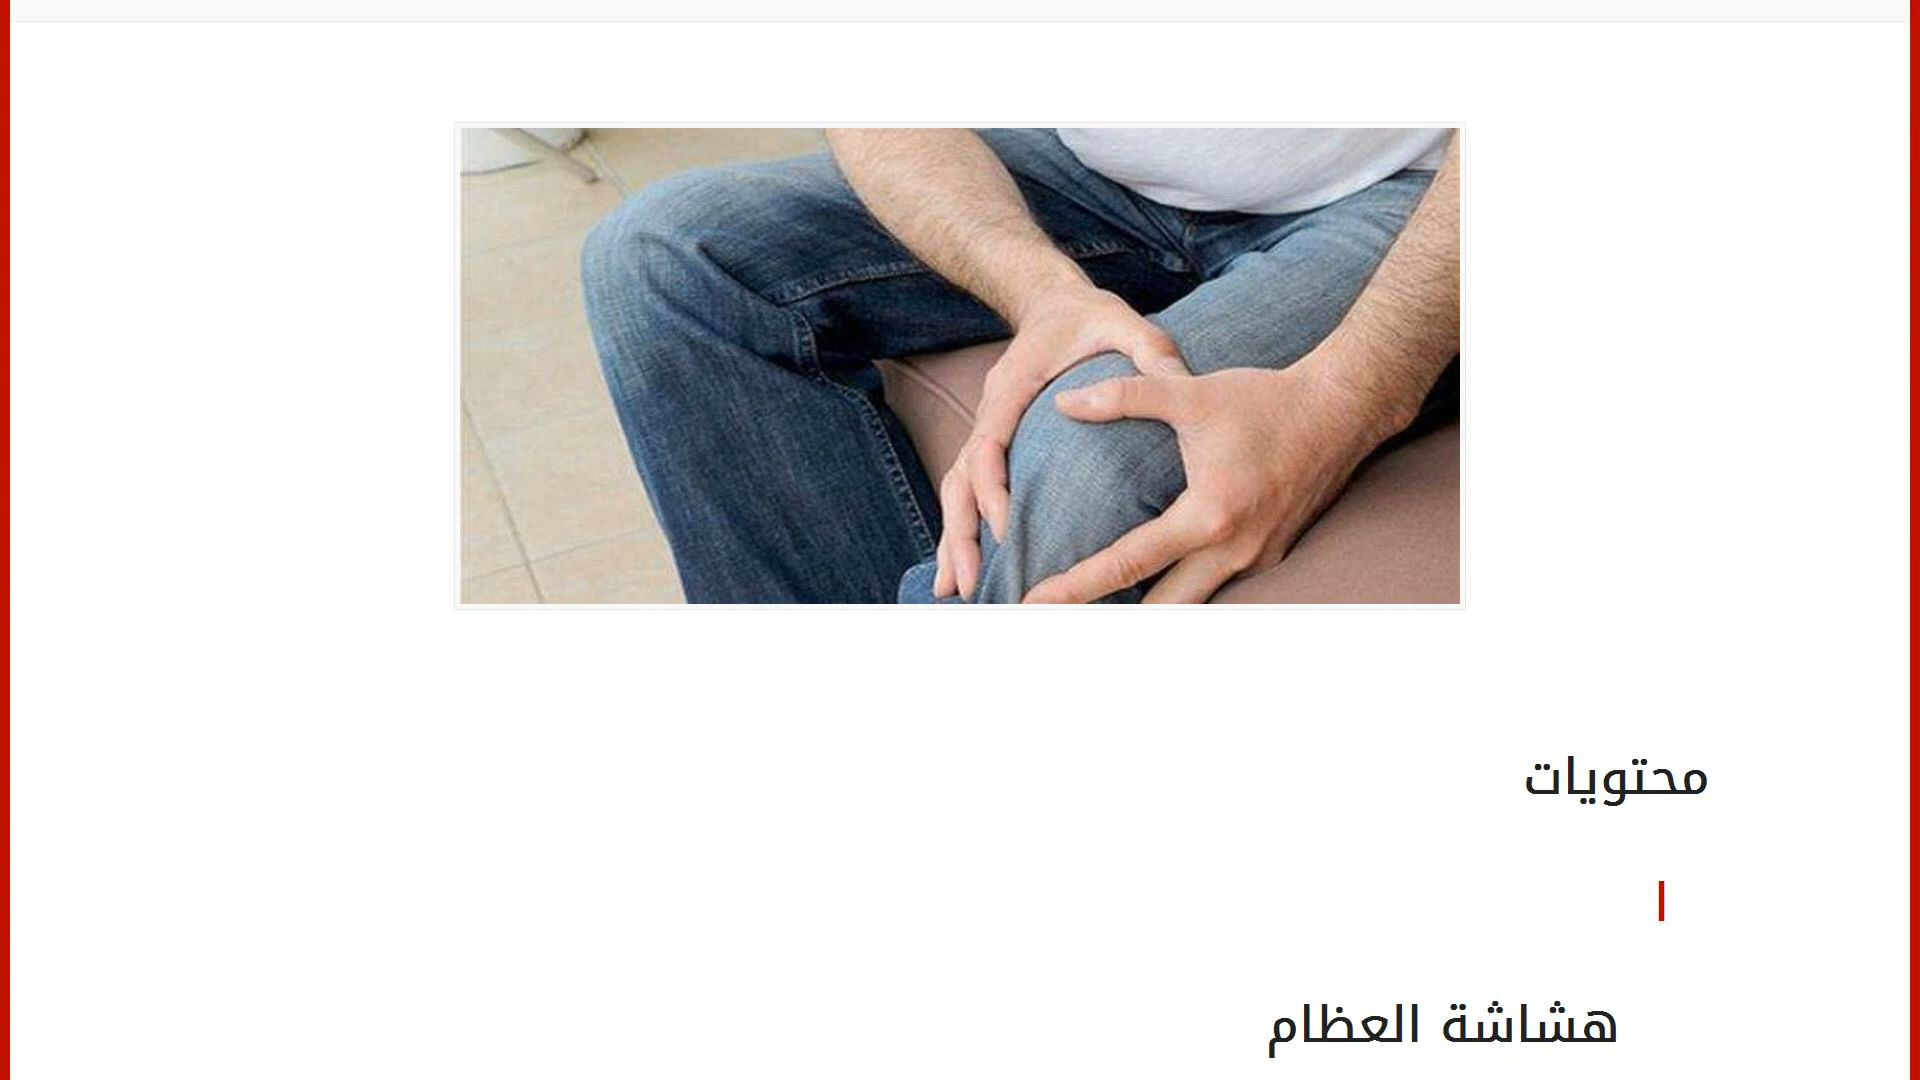 محتويات
ا
هشاشة العظام